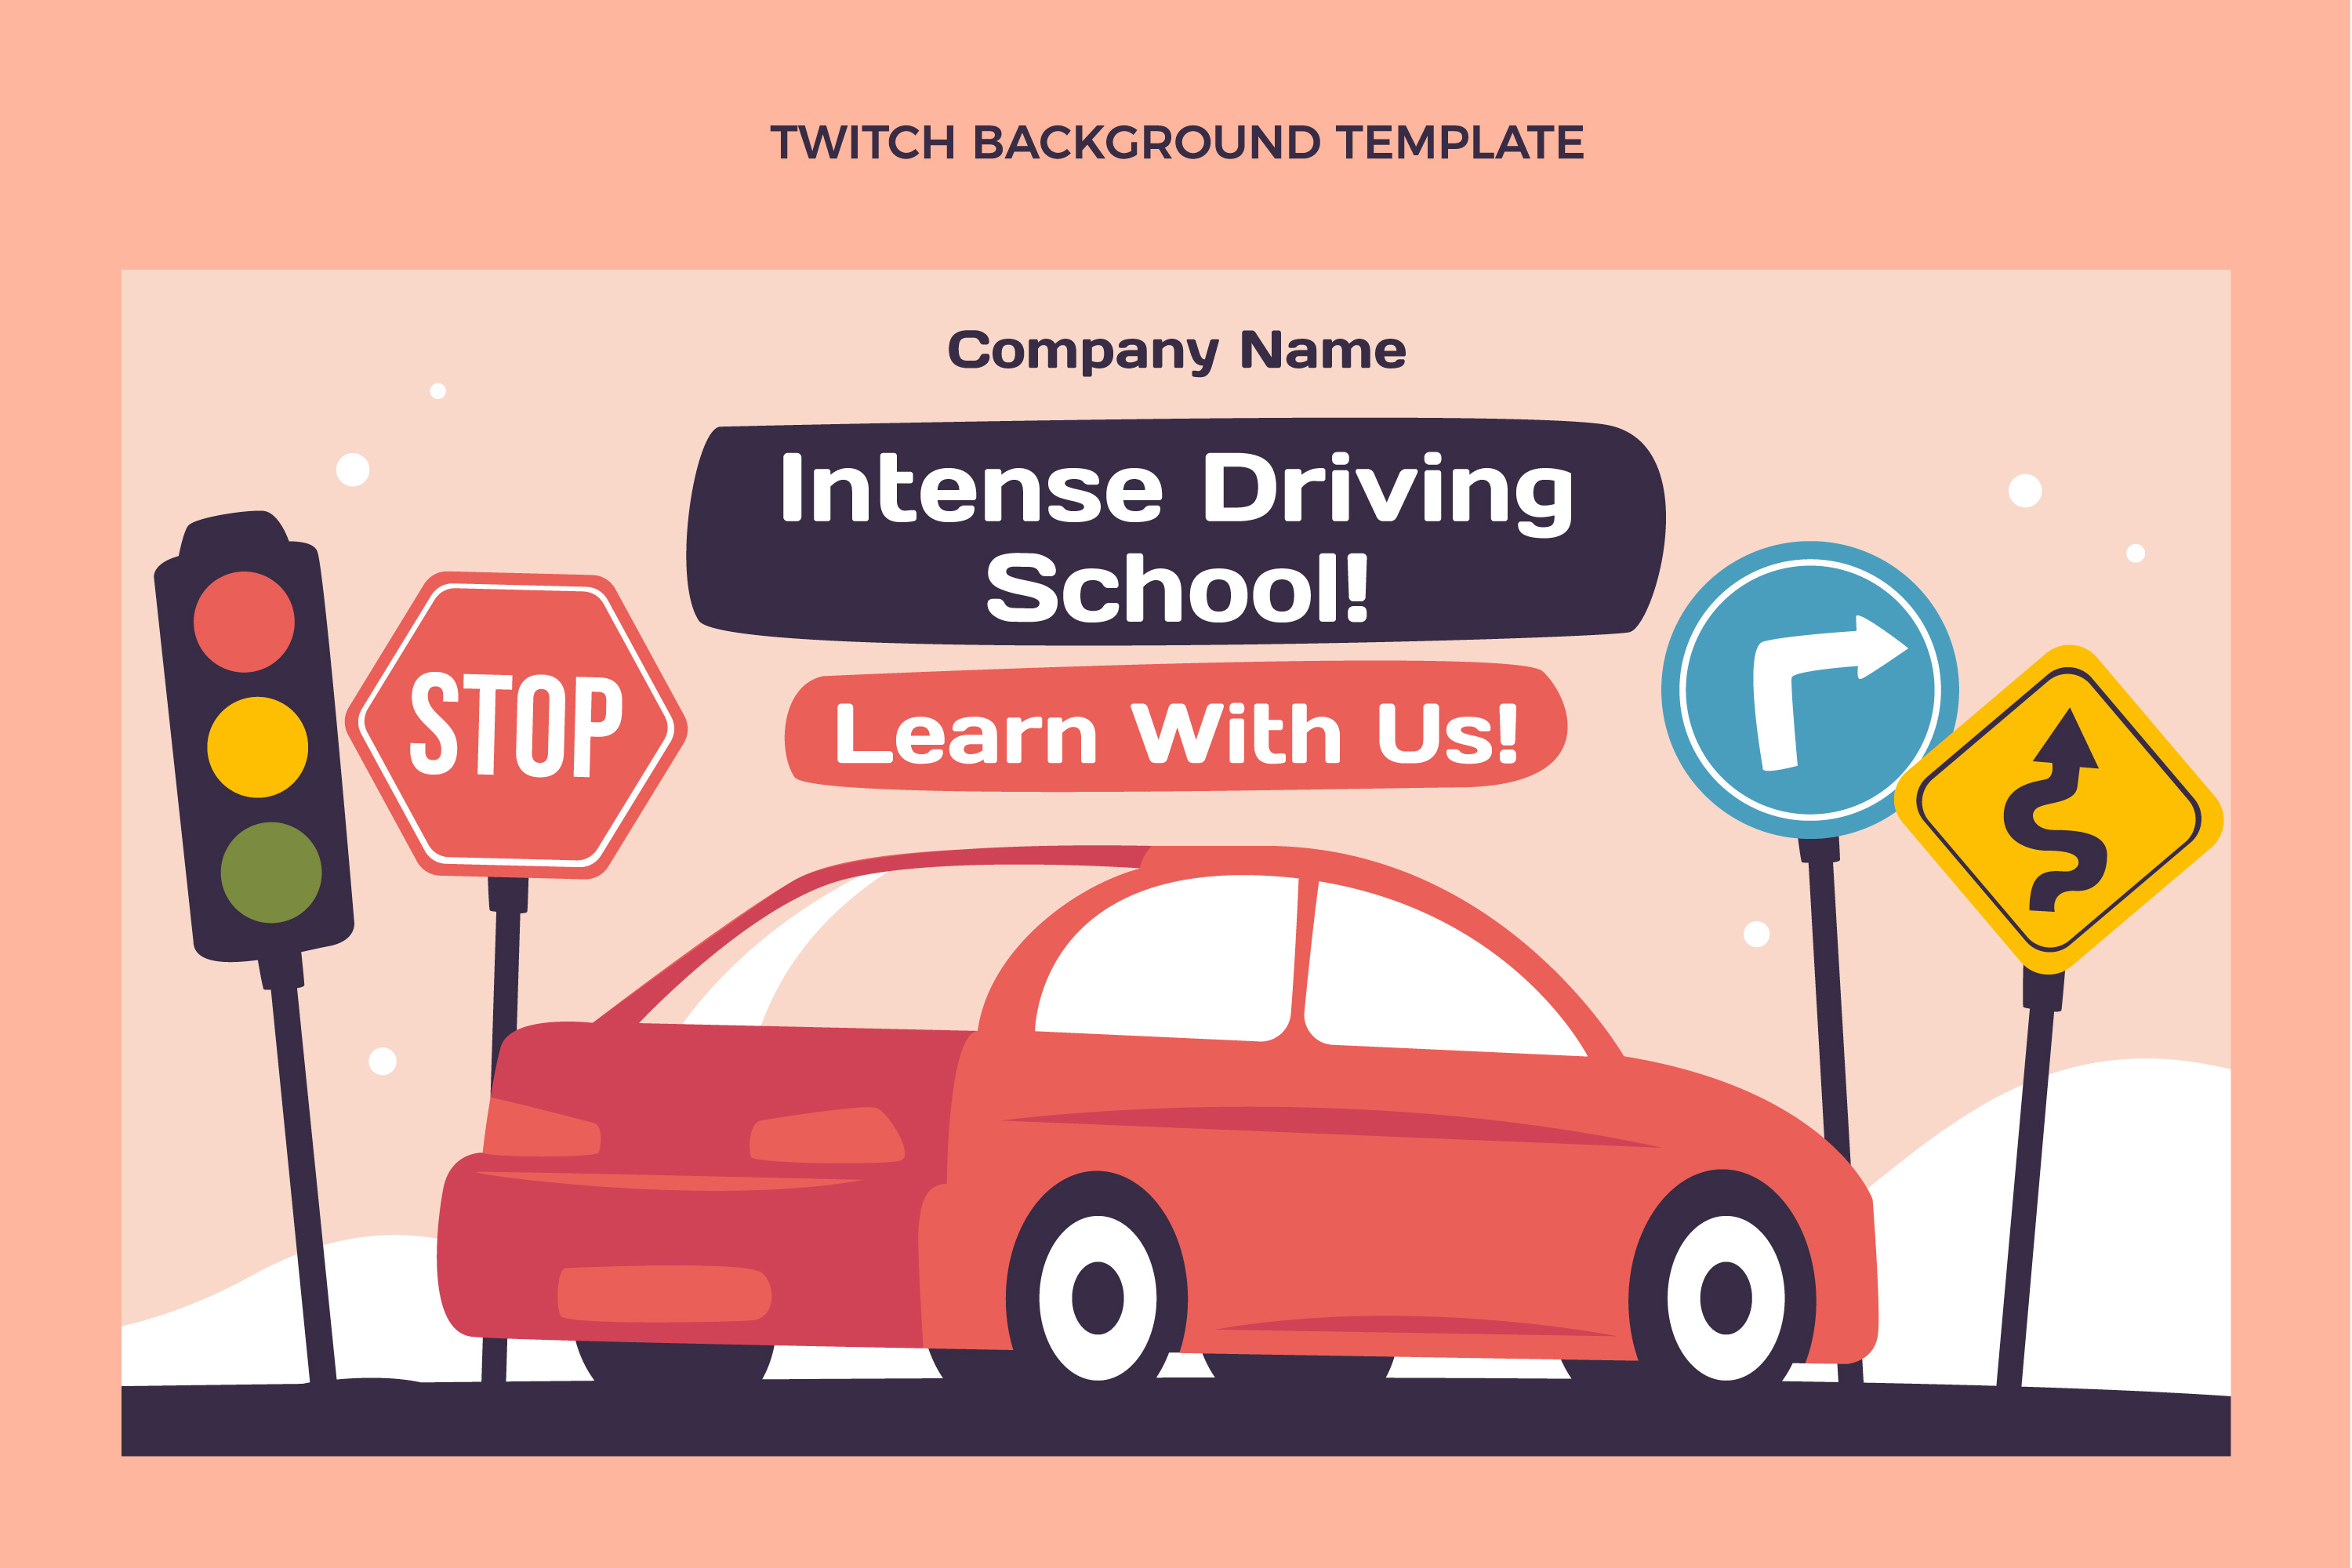 TWITCH BACKGROUND TEMPLATE
Company Name
Intense Driving
School!
Learn With Us!
STOP